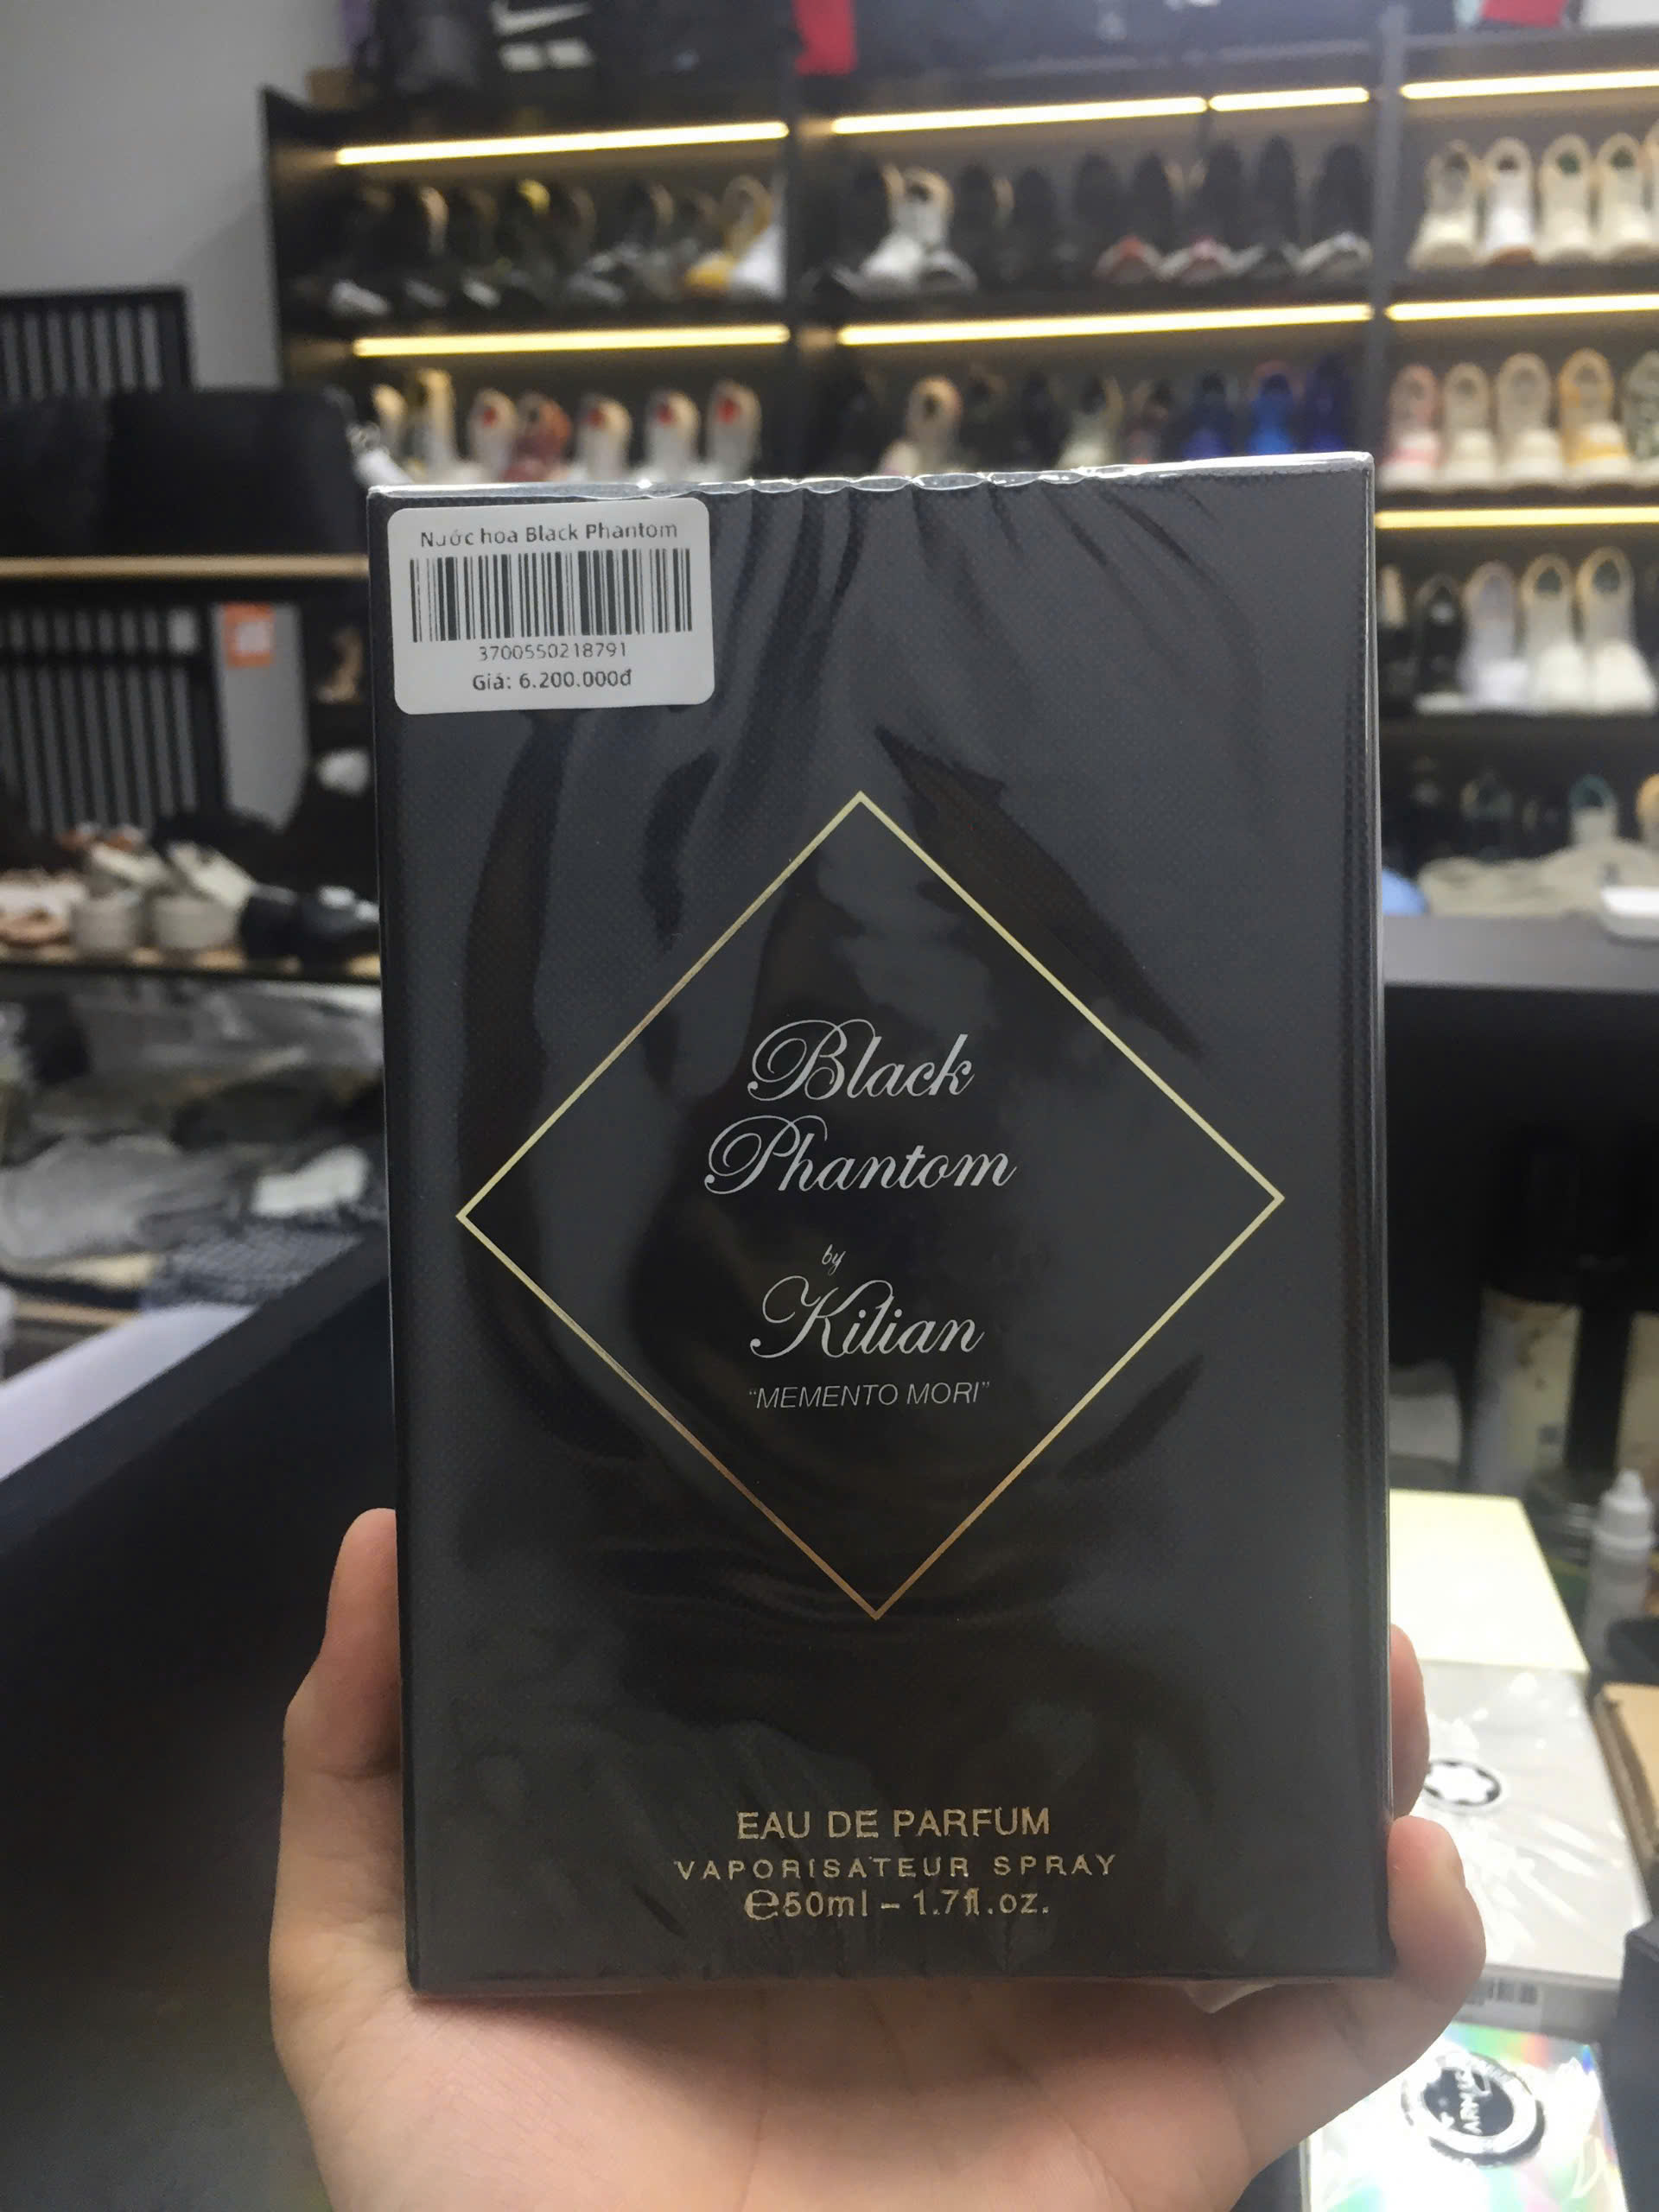 Nước hoa Black Phantom
3700550218791
Giá: 6.200.000đ
Black
Phantom
by
Kilian
“MEMENTO MORI”
EAU DE PARFUM
VAPORISATEUR SPRAY
℮50ml – 1.7fl.oz.